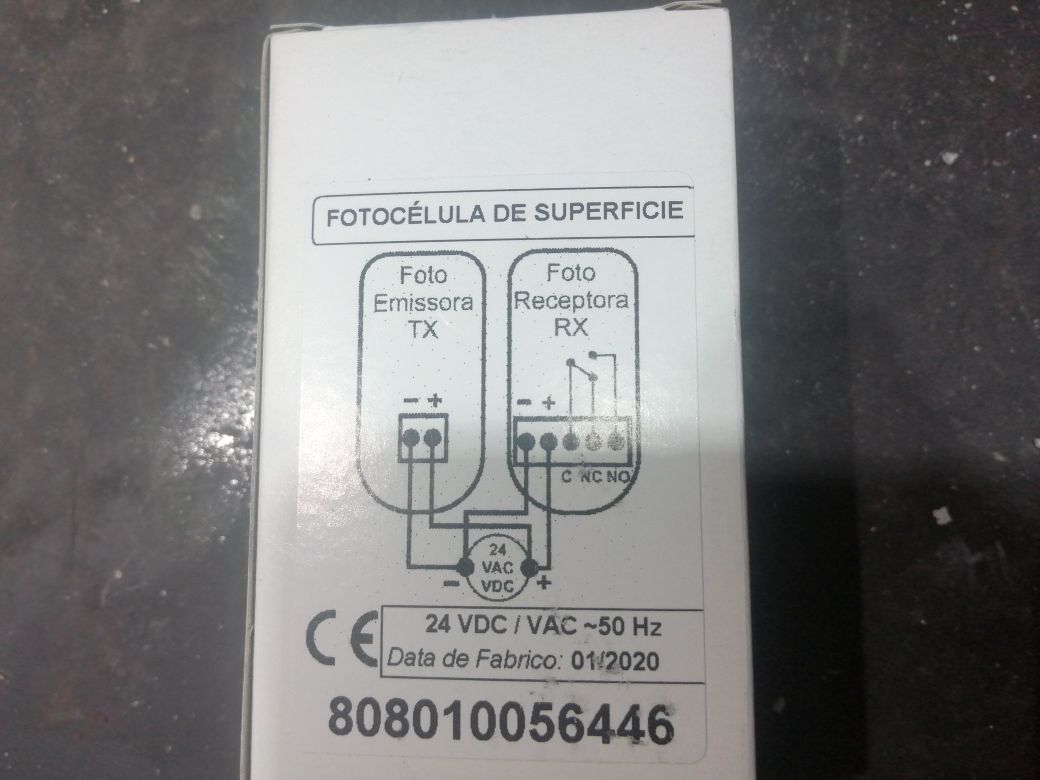 FOTOCÉLULA DE SUPERFICIE
Foto
Emissora
TX
Foto
Receptora
RX
- +
- +
C NC NO
24
VAC
VDC
- +
CE
24 VDC / VAC ~50 Hz
Data de Fabrico: 01/2020
808010056446